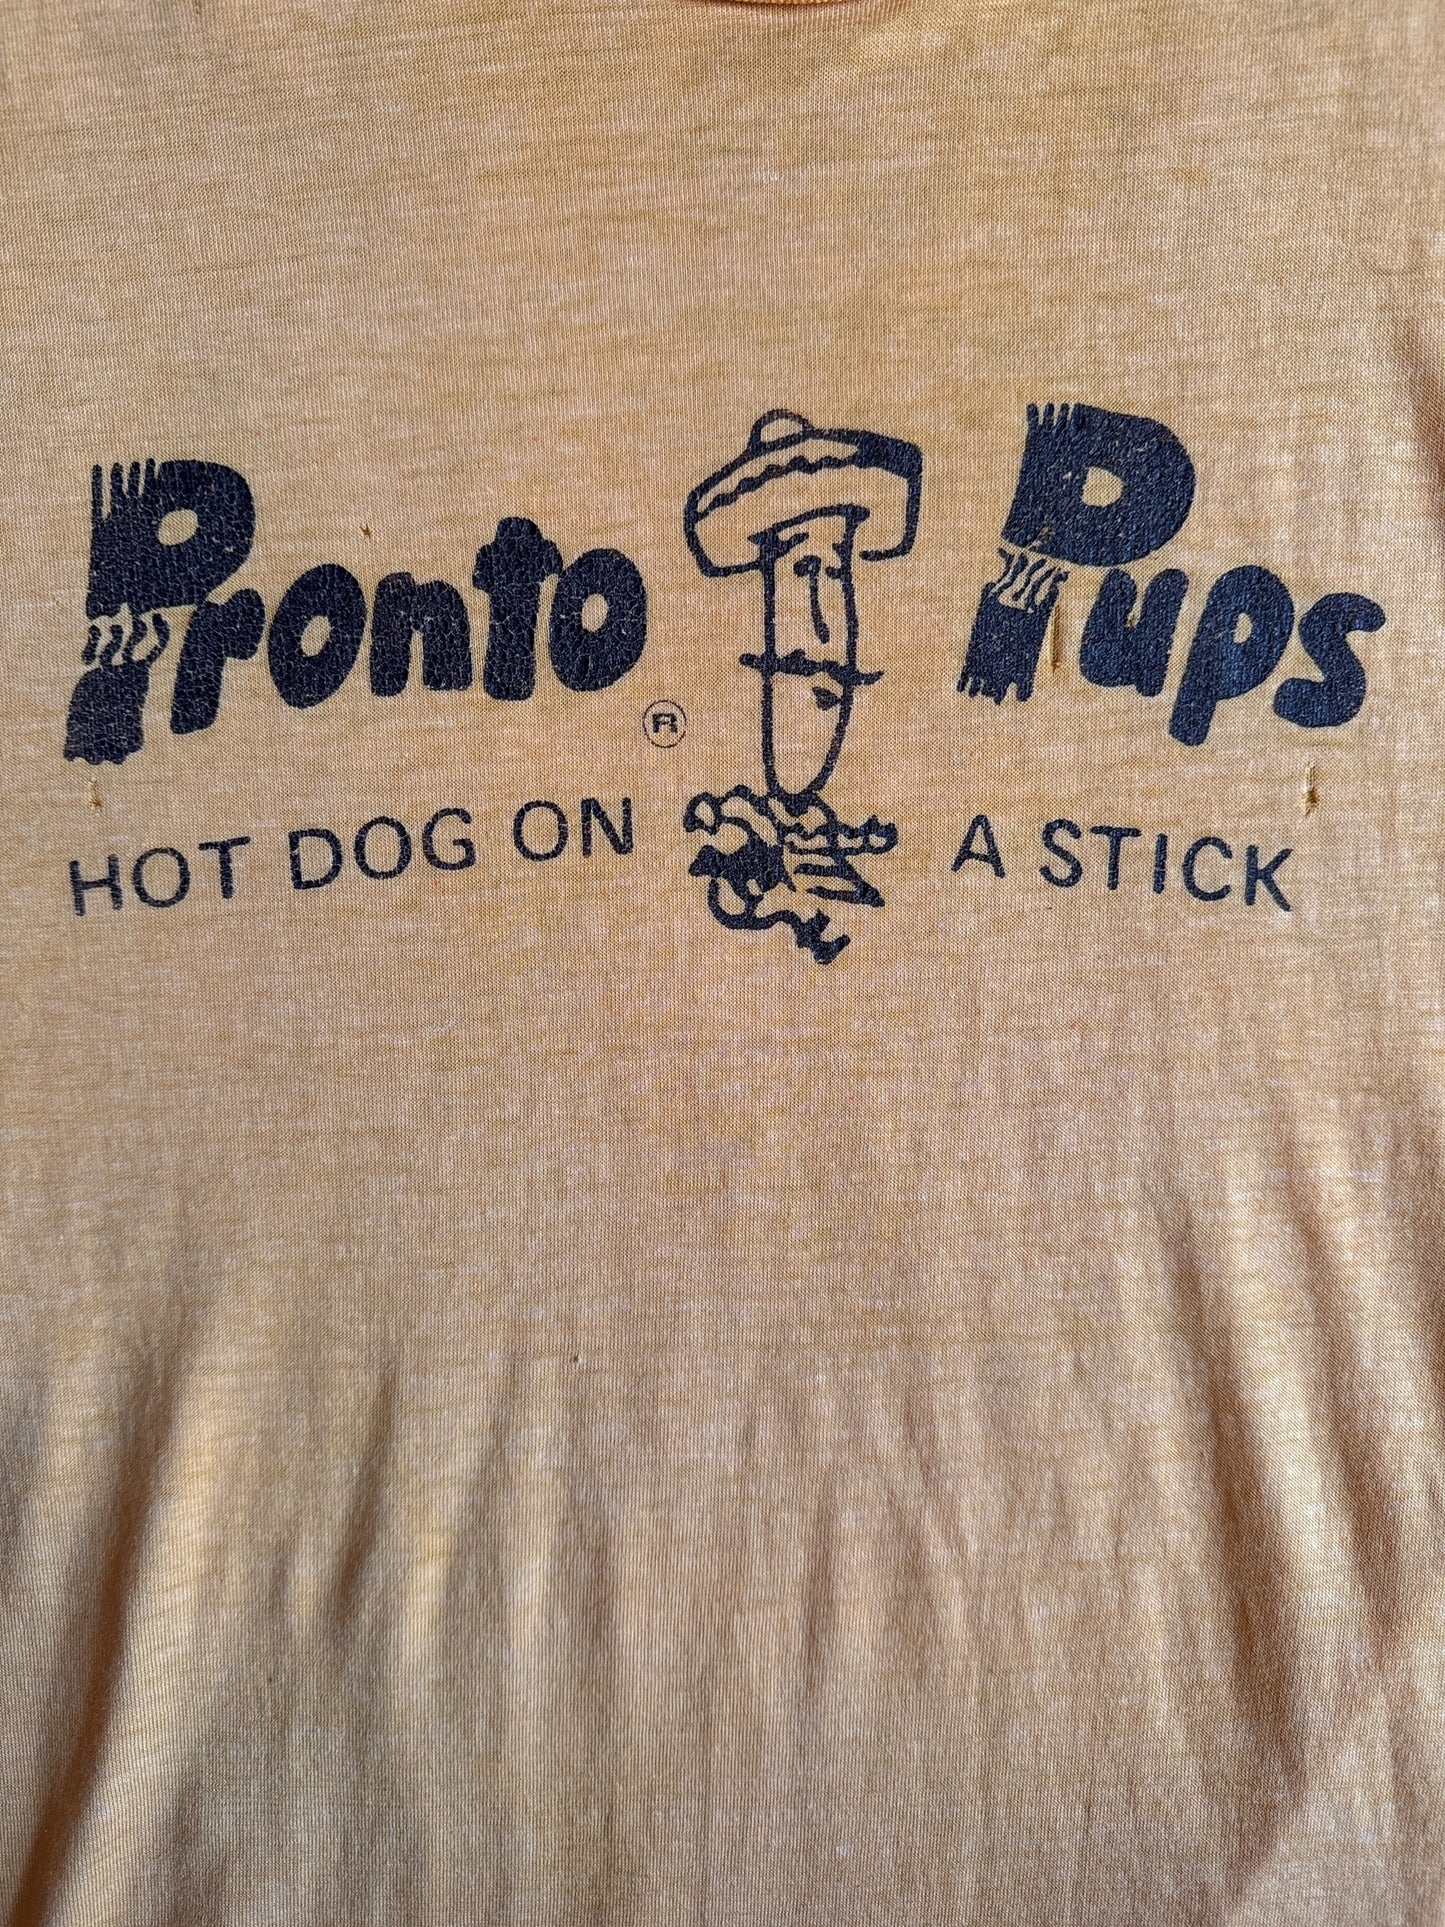 Pronto Pups
®
HOT DOG ON A STICK